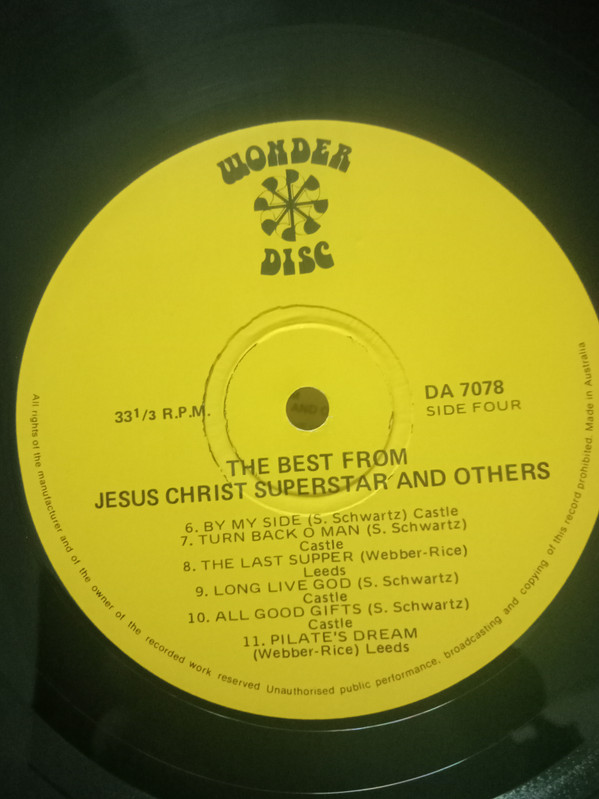 WONDER
DISC
33 1/3 R.P.M.
DA 7078
SIDE FOUR
THE BEST FROM
JESUS CHRIST SUPERSTAR AND OTHERS
6. BY MY SIDE (S. Schwartz) Castle
7. TURN BACK O MAN (S. Schwartz)
Castle
8. THE LAST SUPPER (Webber-Rice)
Leeds
9. LONG LIVE GOD (S. Schwartz)
Castle
10. ALL GOOD GIFTS (S. Schwartz)
Castle
11. PILATE'S DREAM
(Webber-Rice) Leeds
All rights of the manufacturer and of the owner of the recorded work reserved Unauthorised public performance, broadcasting and copying of this record prohibited. Made in Australia